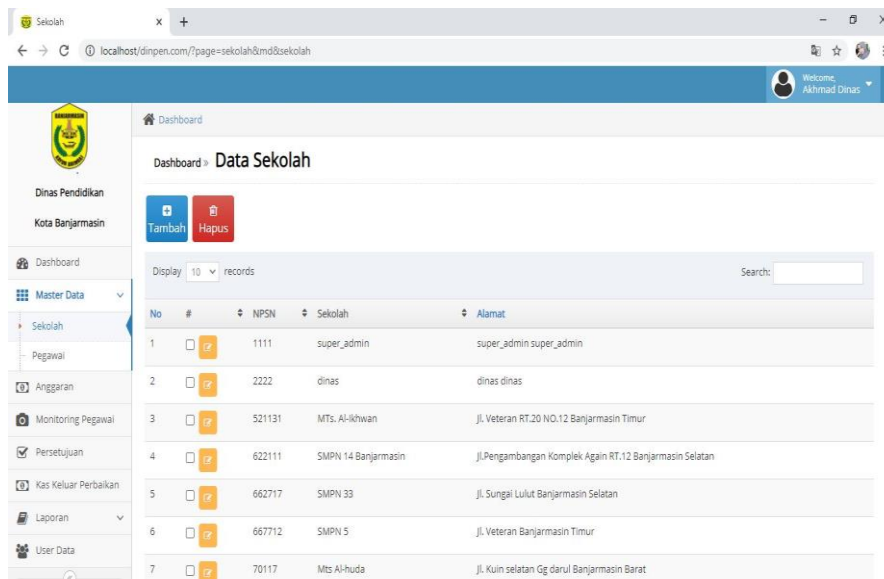 Sekolah
localhost/dinpen.com/?page=sekolah&md&sekolah
Welcome,
Akhmad Dinas
Dashboard
Dashboard » Data Sekolah
Dinas Pendidikan
Kota Banjarmasin
Tambah Hapus
Dashboard
Master Data
Sekolah
Pegawai
Anggaran
Monitoring Pegawai
Persetujuan
Kas Keluar Perbaikan
Laporan
User Data
Display 10 records Search:
No # NPSN Sekolah Alamat
1 1111 super_admin super_admin super_admin
2 2222 dinas dinas dinas
3 521131 MTs. Al-Ikhwan Jl. Veteran RT.20 NO.12 Banjarmasin Timur
4 622111 SMPN 14 Banjarmasin Jl.Pengambangan Komplek Again RT.12 Banjarmasin Selatan
5 662717 SMPN 33 Jl. Sungai Lulut Banjarmasin Selatan
6 667712 SMPN 5 Jl. Veteran Banjarmasin Timur
7 70117 Mts Al-huda Jl. Kuin selatan Gg darul Banjarmasin Barat